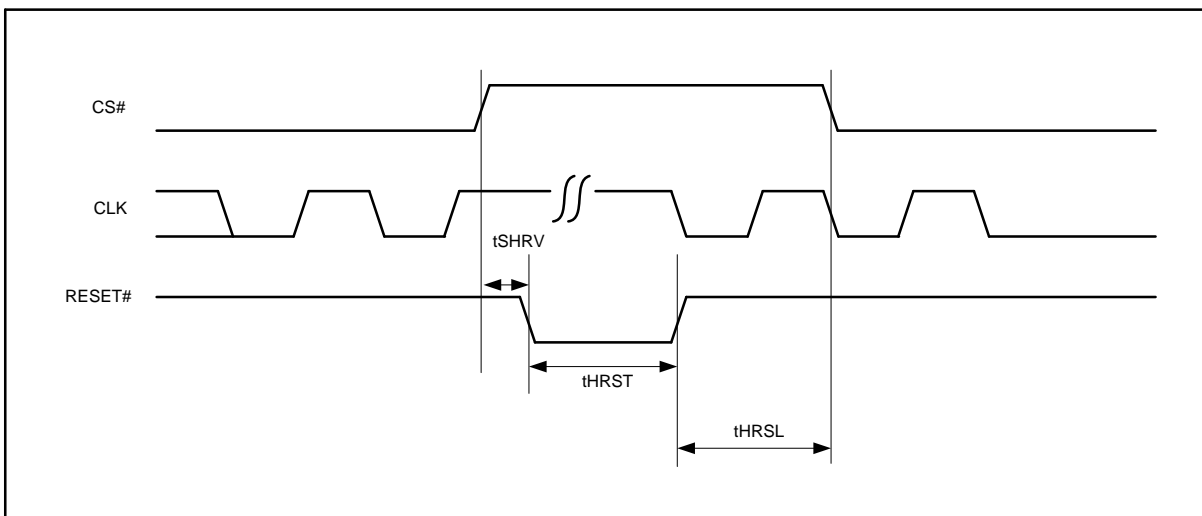 CS#
CLK
tSHRV
RESET#
tHRST
tHRSL